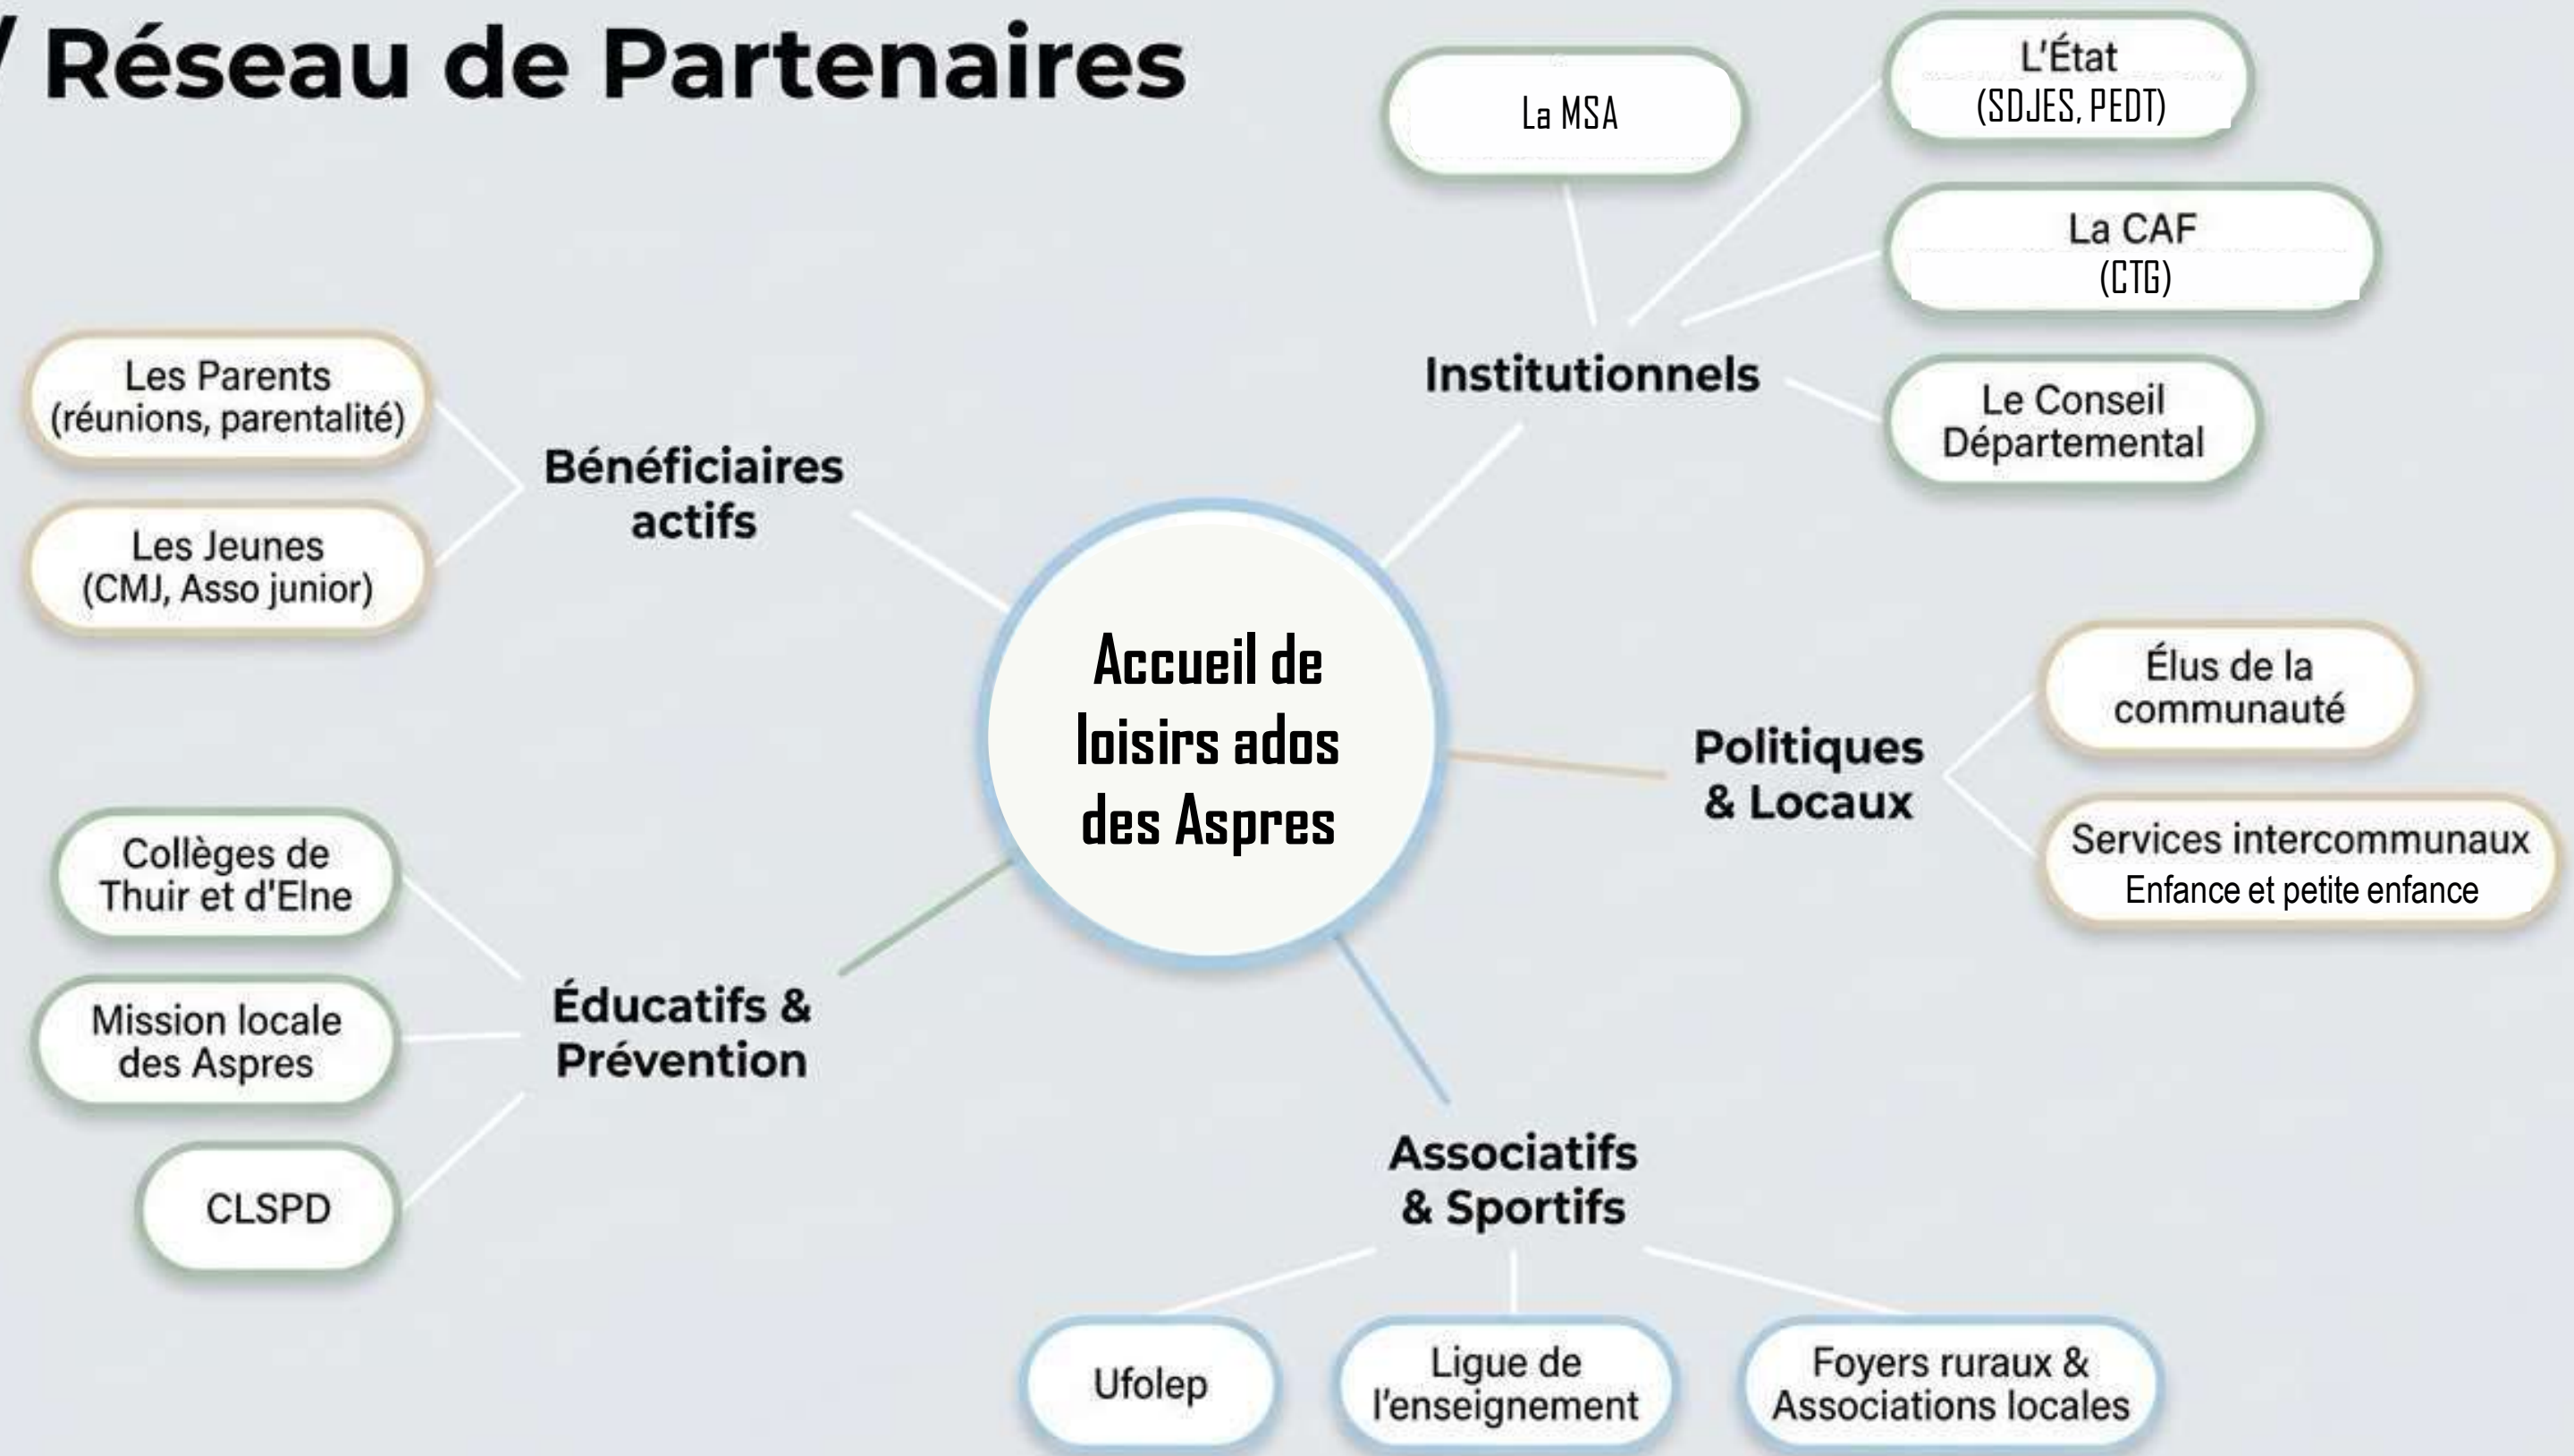 / Réseau de Partenaires
La MSA
L'État
(SDJES, PEDT)
La CAF
(CTG)
Institutionnels
Le Conseil
Départemental
Les Parents
(réunions, parentalité)
Bénéficiaires
actifs
Les Jeunes
(CMJ, Asso junior)
Accueil de
loisirs ados
des Aspres
Politiques
& Locaux
Élus de la
communauté
Services intercommunaux
Enfance et petite enfance
Collèges de
Thuir et d'Elne
Éducatifs &
Prévention
Mission locale
des Aspres
CLSPD
Associatifs
& Sportifs
Ufolep
Ligue de
l'enseignement
Foyers ruraux &
Associations locales